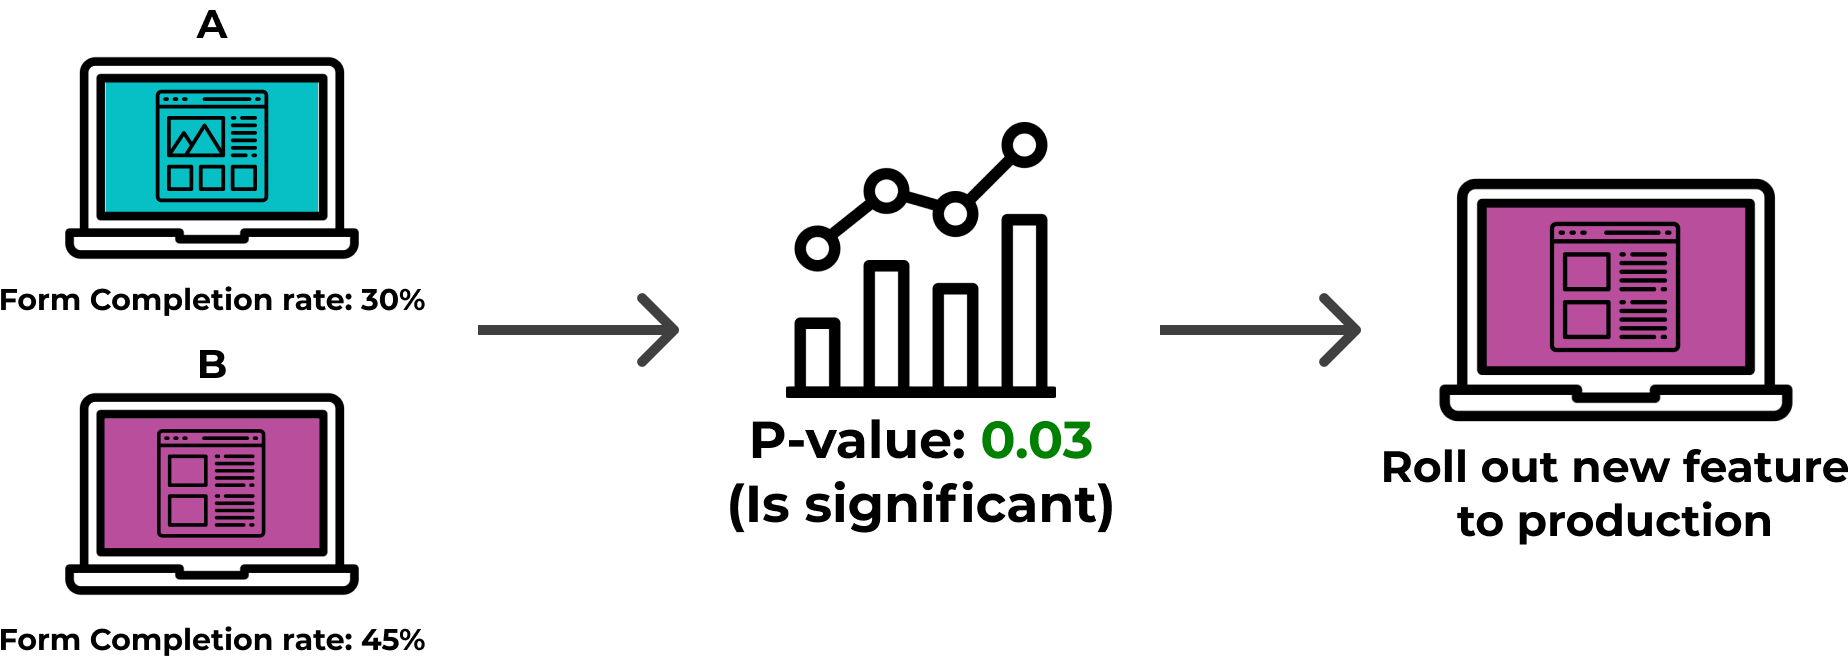 A
Form Completion rate: 30%
B
Form Completion rate: 45%
P-value: 0.03
(Is significant)
Roll out new feature
to production